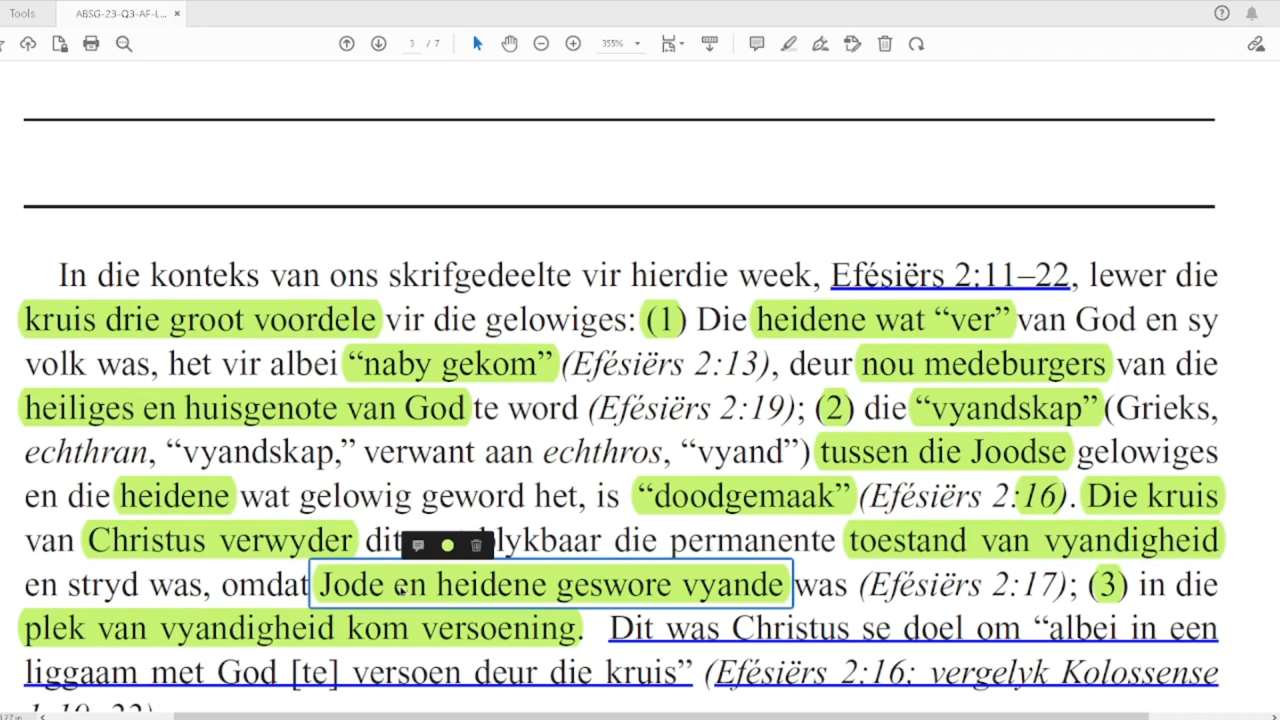 Tools
ABSG-23-Q3-AF-L...
3 / 7
355%
In die konteks van ons skrifgedeelte vir hierdie week, Efésiërs 2:11–22, lewer die
kruis drie groot voordele vir die gelowiges: (1) Die heidene wat “ver” van God en sy
volk was, het vir albei “naby gekom” (Efésiërs 2:13), deur nou medeburgers van die
heiliges en huisgenote van God te word (Efésiërs 2:19); (2) die “vyandskap” (Grieks,
echthran, “vyandskap,” verwant aan echthros, “vyand”) tussen die Joodse gelowiges
en die heidene wat gelowig geword het, is “doodgemaak” (Efésiërs 2:16). Die kruis
van Christus verwyder dit lykbaar die permanente toestand van vyandigheid
en stryd was, omdat Jode en heidene geswore vyande was (Efésiërs 2:17); (3) in die
plek van vyandigheid kom versoening. Dit was Christus se doel om “albei in een
liggaam met God [te] versoen deur die kruis” (Efésiërs 2:16; vergelyk Kolossense